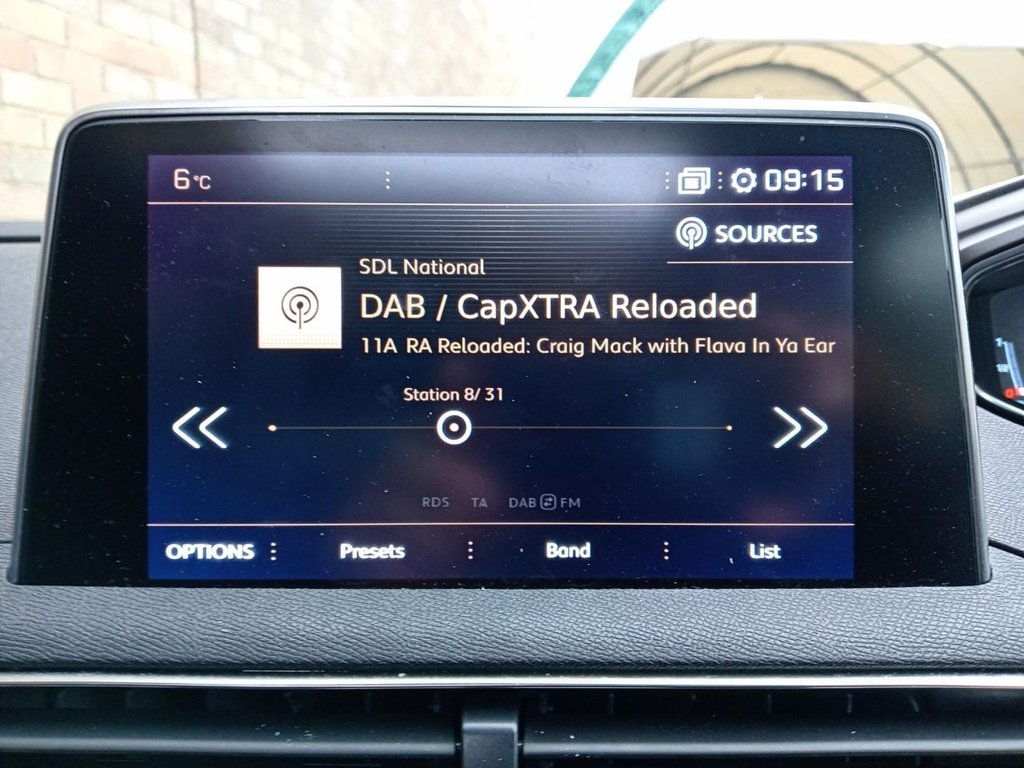 6°C
09:15
SOURCES
SDL National
DAB / CapXTRA Reloaded
11A RA Reloaded: Craig Mack with Flava In Ya Ear
Station 8/ 31
RDS TA DAB FM
OPTIONS Presets Band List